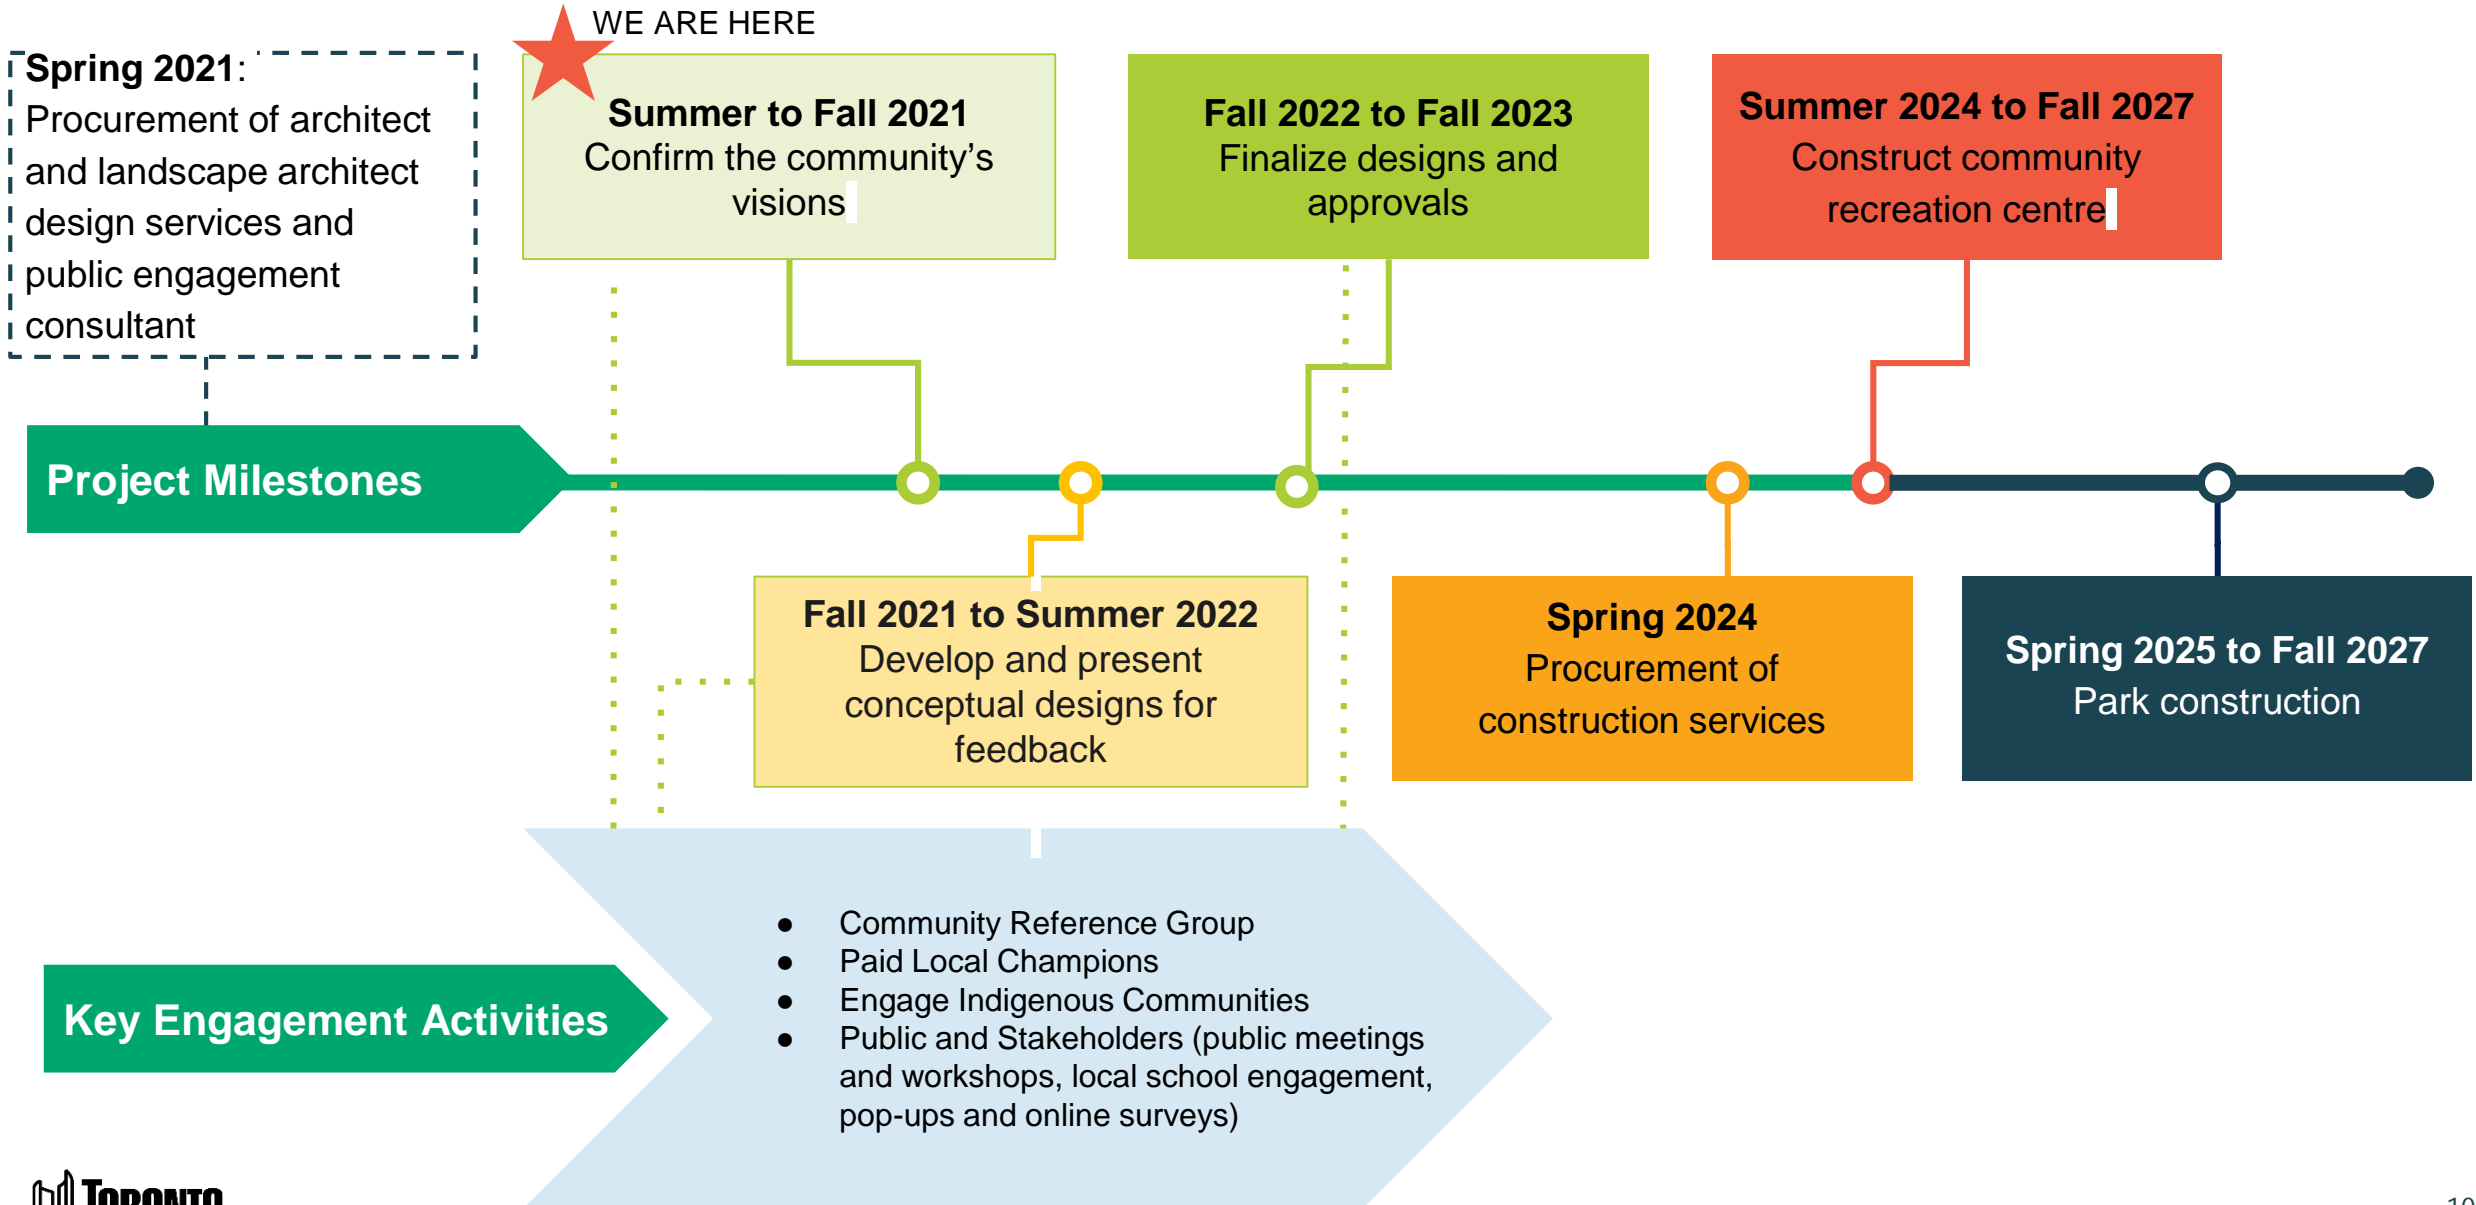 WE ARE HERE
Spring 2021:
Procurement of architect
and landscape architect
design services and
public engagement
consultant
Summer to Fall 2021
Confirm the community’s
visions
Fall 2022 to Fall 2023
Finalize designs and
approvals
Summer 2024 to Fall 2027
Construct community
recreation centre
Project Milestones
Fall 2021 to Summer 2022
Develop and present
conceptual designs for
feedback
Spring 2024
Procurement of
construction services
Spring 2025 to Fall 2027
Park construction
Key Engagement Activities
● Community Reference Group
● Paid Local Champions
● Engage Indigenous Communities
● Public and Stakeholders (public meetings
and workshops, local school engagement,
pop-ups and online surveys)
TORONTO
10